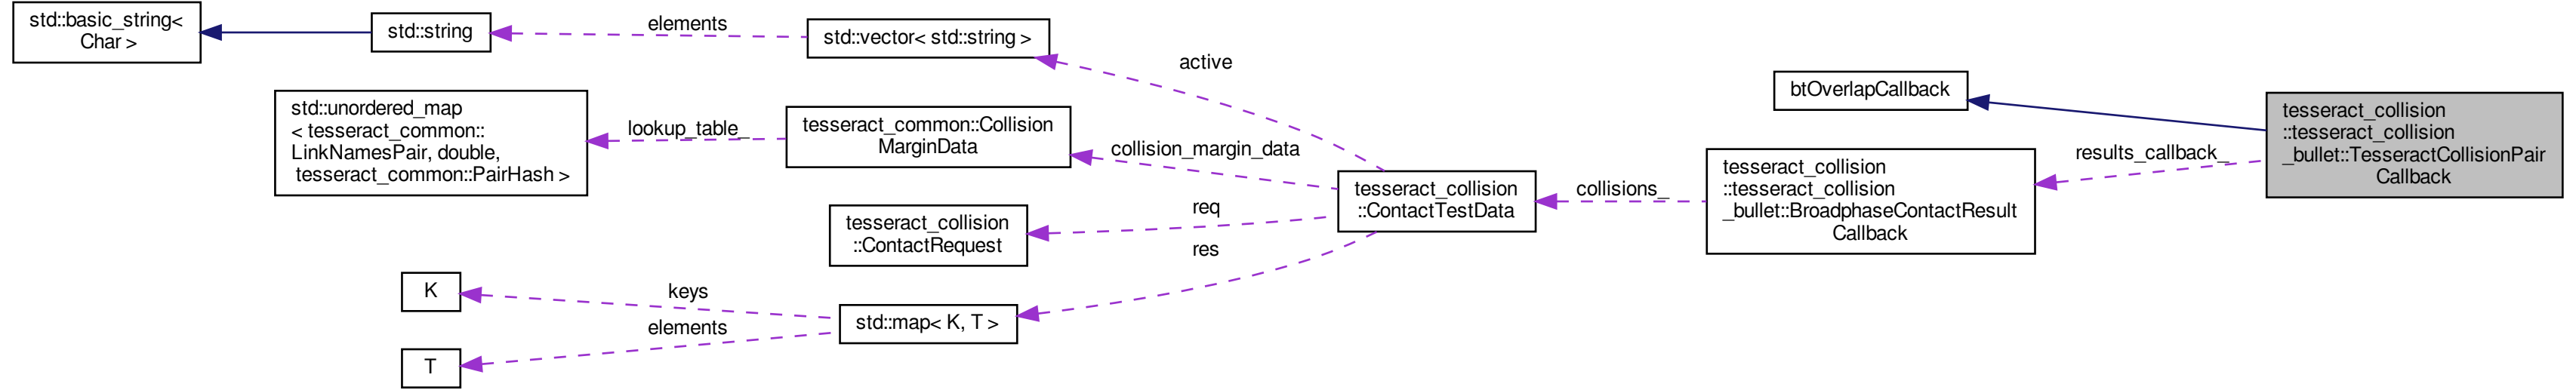 std::basic_string<
Char >
std::string
elements
std::vector< std::string >
active
std::unordered_map
< tesseract_common::
LinkNamesPair, double,
tesseract_common::PairHash >
lookup_table_
tesseract_common::Collision
MarginData
collision_margin_data
tesseract_collision
::ContactRequest
req
res
K
keys
T
elements
std::map< K, T >
tesseract_collision
::ContactTestData
collisions_
btOverlapCallback
tesseract_collision
::tesseract_collision
_bullet::BroadphaseContactResult
Callback
results_callback_
tesseract_collision
::tesseract_collision
_bullet::TesseractCollisionPair
Callback